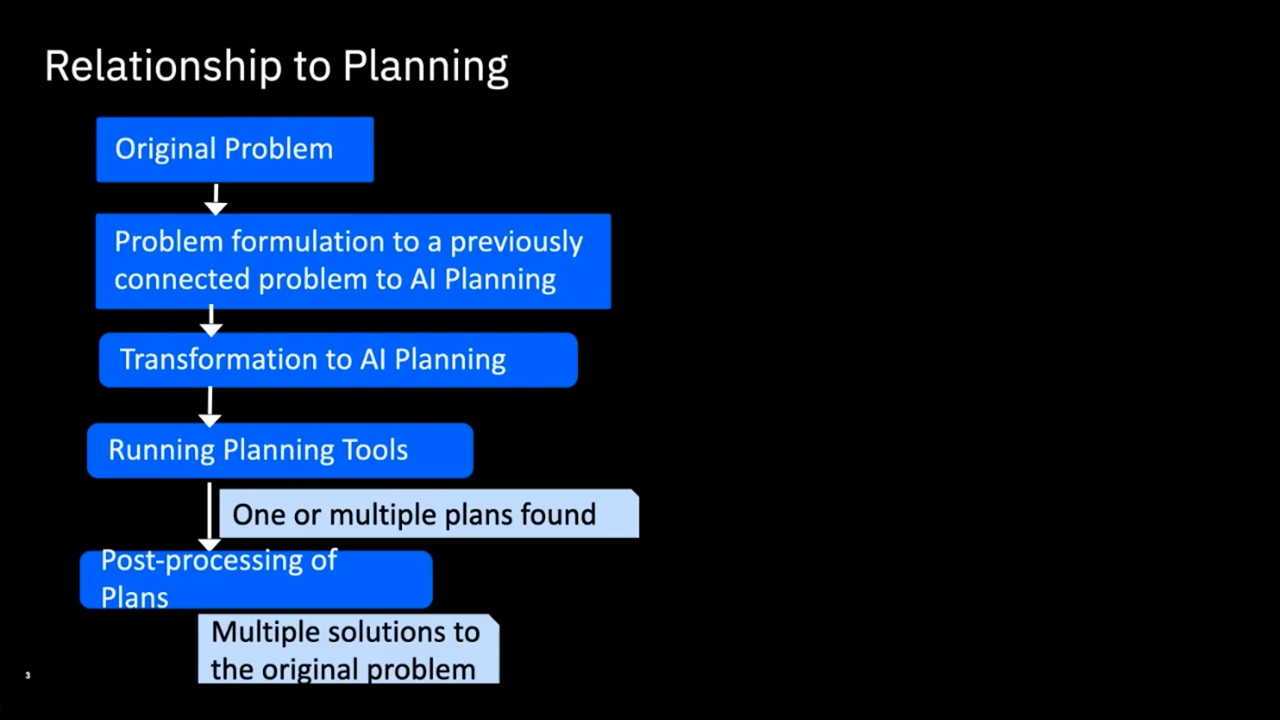 Relationship to Planning
Original Problem
Problem formulation to a previously
connected problem to AI Planning
Transformation to AI Planning
Running Planning Tools
One or multiple plans found
Post-processing of
Plans
Multiple solutions to
the original problem
3